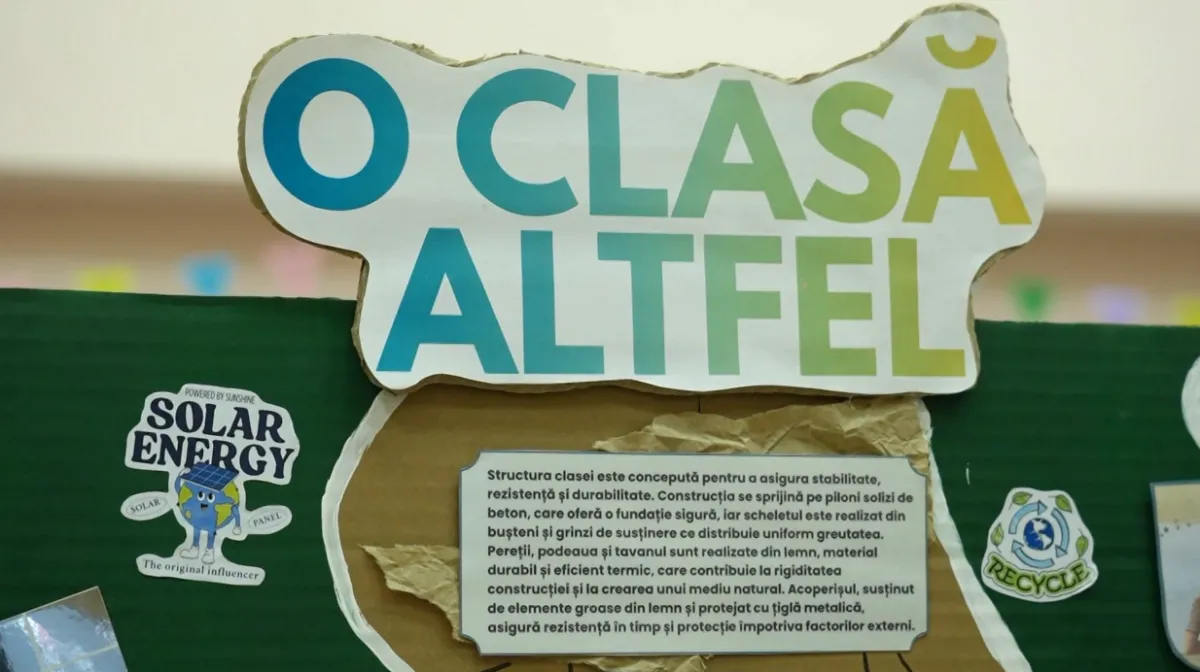 O CLASĂ
ALTFEL
POWERED BY SUNSHINE
SOLAR
ENERGY
SOLAR
PANEL
The original influencer
Structura clasei este concepută pentru a asigura stabilitate,
rezistență și durabilitate. Construcția se sprijină pe piloni solizi de
beton, care oferă o fundație sigură, iar scheletul este realizat din
bușteni și grinzi de susținere ce distribuie uniform greutatea.
Pereții, podeaua și tavanul sunt realizate din lemn, material
durabil și eficient termic, care contribuie la rigiditatea
construcției și la crearea unui mediu natural. Acoperișul, susținut
de elemente groase din lemn și protejat cu țiglă metalică,
asigură rezistență în timp și protecție împotriva factorilor externi.
RECYCLE